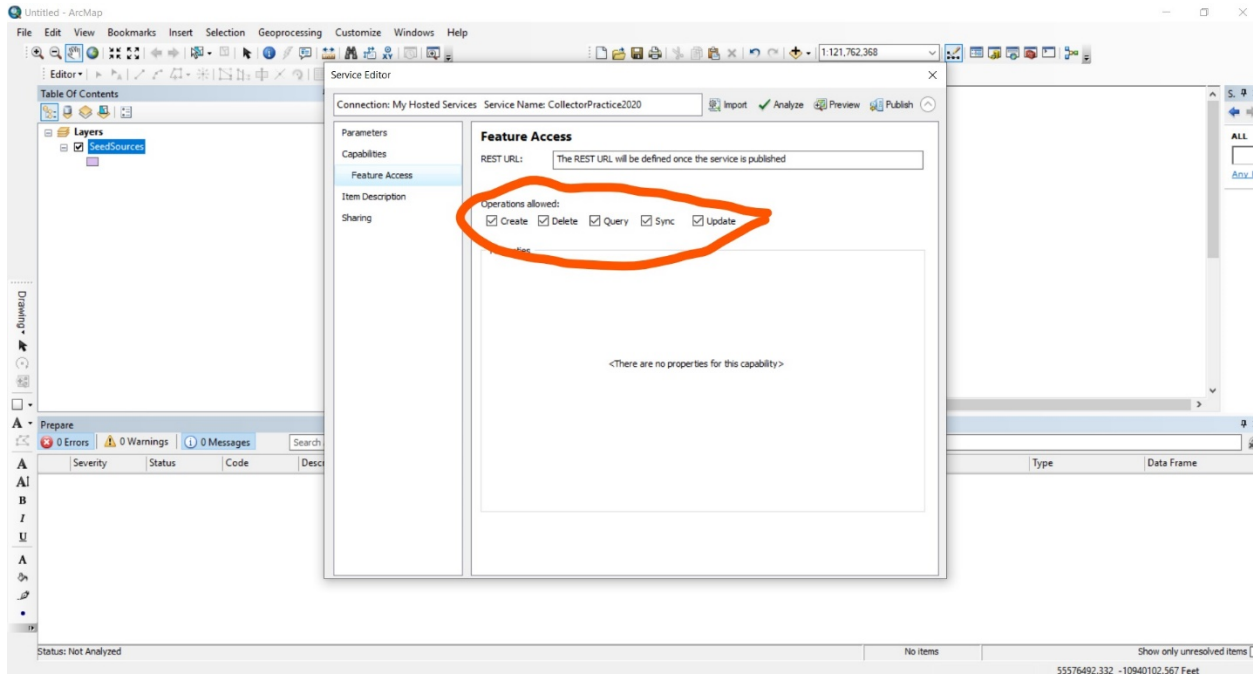 Untitled - ArcMap
File Edit View Bookmarks Insert Selection Geoprocessing Customize Windows Help
1:121,762,368
Editor
Service Editor
Table Of Contents
S.
Connection: My Hosted Services Service Name: CollectorPractice2020 Import Analyze Preview Publish
Layers
SeedSources
ALL
Any
Parameters
Capabilities
Feature Access
Item Description
Sharing
Feature Access
REST URL: The REST URL will be defined once the service is published
Operations allowed:
Create Delete Query Sync Update
<There are no properties for this capability>
Drawing
Prepare
0 Errors 0 Warnings 0 Messages Search
Severity Status Code Type Data Frame
A
A
AI
B
I
U
A
Status: Not Analyzed No items Show only unresolved items
55576492.332 -10940102.567 Feet